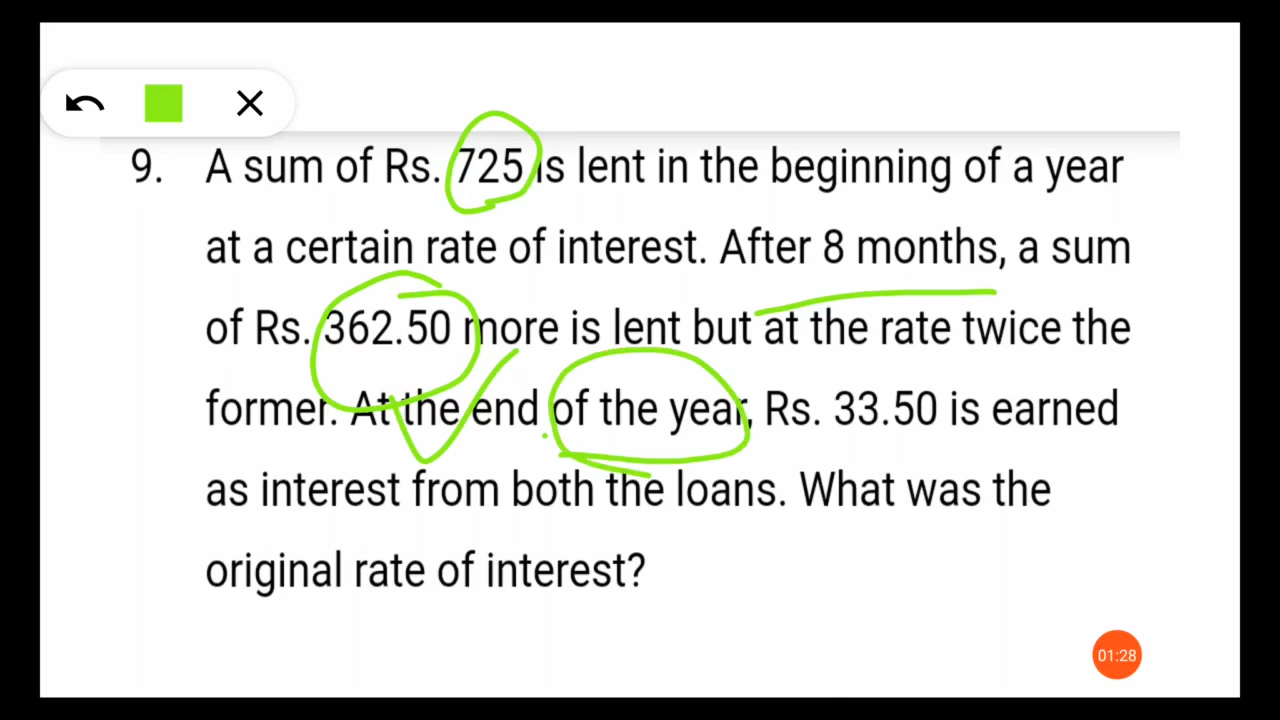 9. A sum of Rs. 725 is lent in the beginning of a year
at a certain rate of interest. After 8 months, a sum
of Rs. 362.50 more is lent but at the rate twice the
former. At the end of the year, Rs. 33.50 is earned
as interest from both the loans. What was the
original rate of interest?
01:28